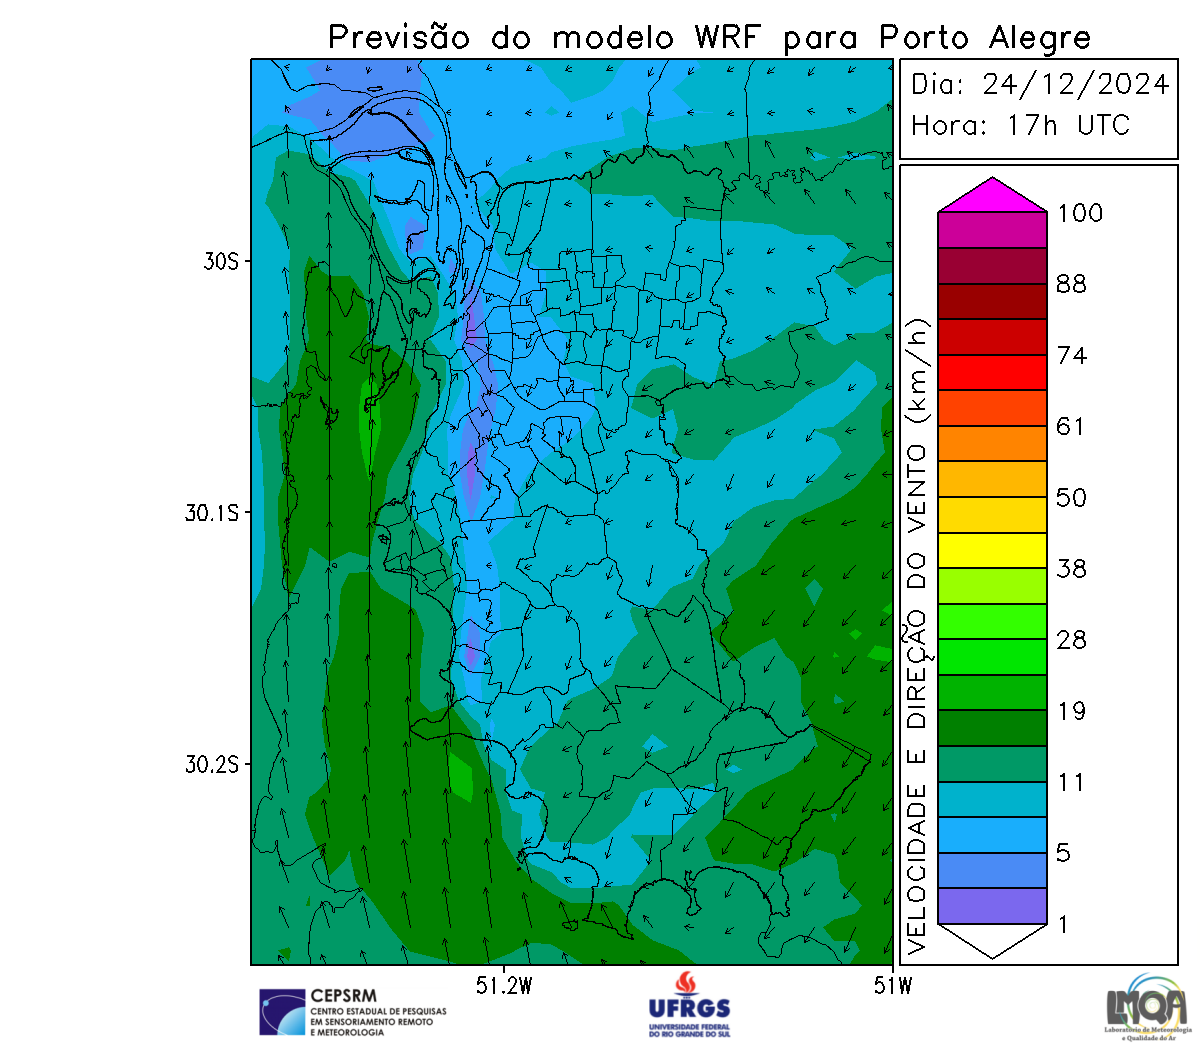 Previsão do modelo WRF para Porto Alegre
Dia: 24/12/2024
Hora: 17h UTC
30S
30.1S
30.2S
51.2W
51W
VELOCIDADE E DIREÇÃO DO VENTO (km/h)
100
88
74
61
50
38
28
19
11
5
1
CEPSRM
CENTRO ESTADUAL DE PESQUISAS
EM SENSORIAMENTO REMOTO
E METEOROLOGIA
UFRGS
UNIVERSIDADE FEDERAL
DO RIO GRANDE DO SUL
LMQA
Laboratório de Meteorologia
e Qualidade do Ar